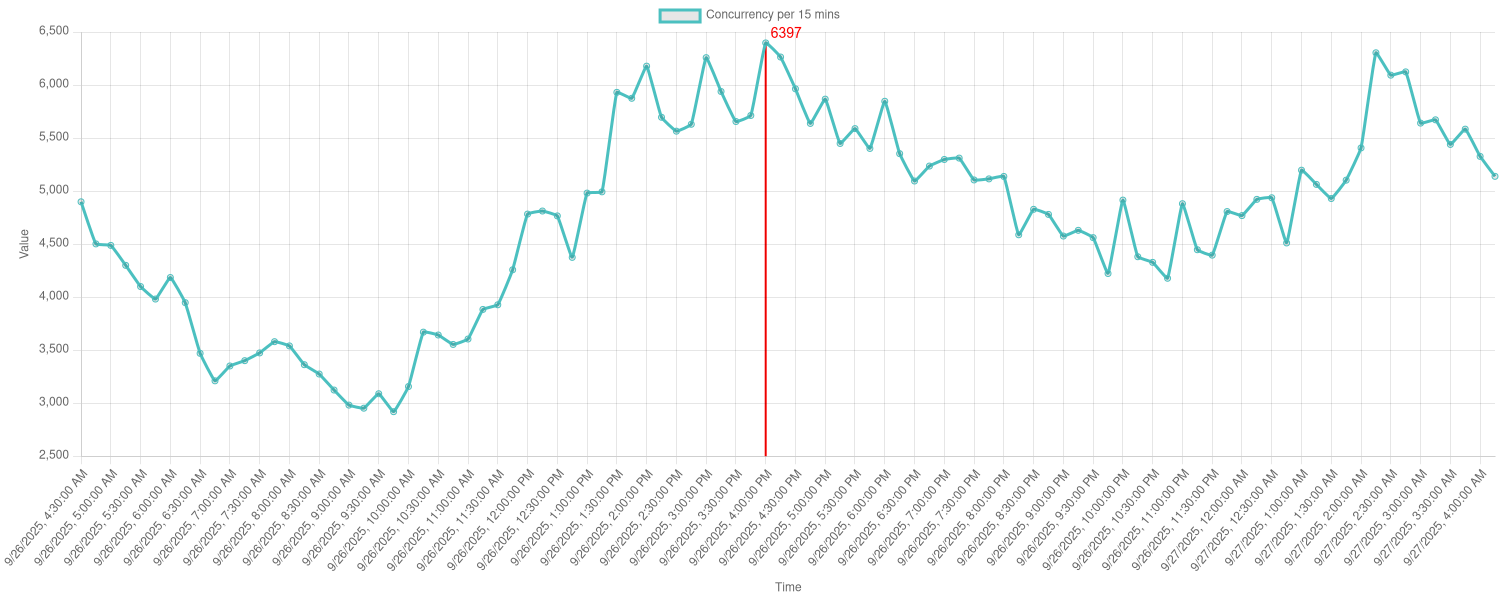 Concurrency per 15 mins
6397
6,500
6,000
5,500
5,000
4,500
4,000
3,500
3,000
2,500
Value
9/26/2025, 4:30:00 AM
9/26/2025, 5:00:00 AM
9/26/2025, 5:30:00 AM
9/26/2025, 6:00:00 AM
9/26/2025, 6:30:00 AM
9/26/2025, 7:00:00 AM
9/26/2025, 7:30:00 AM
9/26/2025, 8:00:00 AM
9/26/2025, 8:30:00 AM
9/26/2025, 9:00:00 AM
9/26/2025, 9:30:00 AM
9/26/2025, 10:00:00 AM
9/26/2025, 10:30:00 AM
9/26/2025, 11:00:00 AM
9/26/2025, 11:30:00 AM
9/26/2025, 12:00:00 PM
9/26/2025, 12:30:00 PM
9/26/2025, 1:00:00 PM
9/26/2025, 1:30:00 PM
9/26/2025, 2:00:00 PM
9/26/2025, 2:30:00 PM
9/26/2025, 3:00:00 PM
9/26/2025, 3:30:00 PM
9/26/2025, 4:00:00 PM
9/26/2025, 4:30:00 PM
9/26/2025, 5:00:00 PM
9/26/2025, 5:30:00 PM
9/26/2025, 6:00:00 PM
9/26/2025, 6:30:00 PM
9/26/2025, 7:00:00 PM
9/26/2025, 7:30:00 PM
9/26/2025, 8:00:00 PM
9/26/2025, 8:30:00 PM
9/26/2025, 9:00:00 PM
9/26/2025, 9:30:00 PM
9/26/2025, 10:00:00 PM
9/26/2025, 10:30:00 PM
9/26/2025, 11:00:00 PM
9/26/2025, 11:30:00 PM
9/27/2025, 12:00:00 AM
9/27/2025, 12:30:00 AM
9/27/2025, 1:00:00 AM
9/27/2025, 1:30:00 AM
9/27/2025, 2:00:00 AM
9/27/2025, 2:30:00 AM
9/27/2025, 3:00:00 AM
9/27/2025, 3:30:00 AM
9/27/2025, 4:00:00 AM
Time